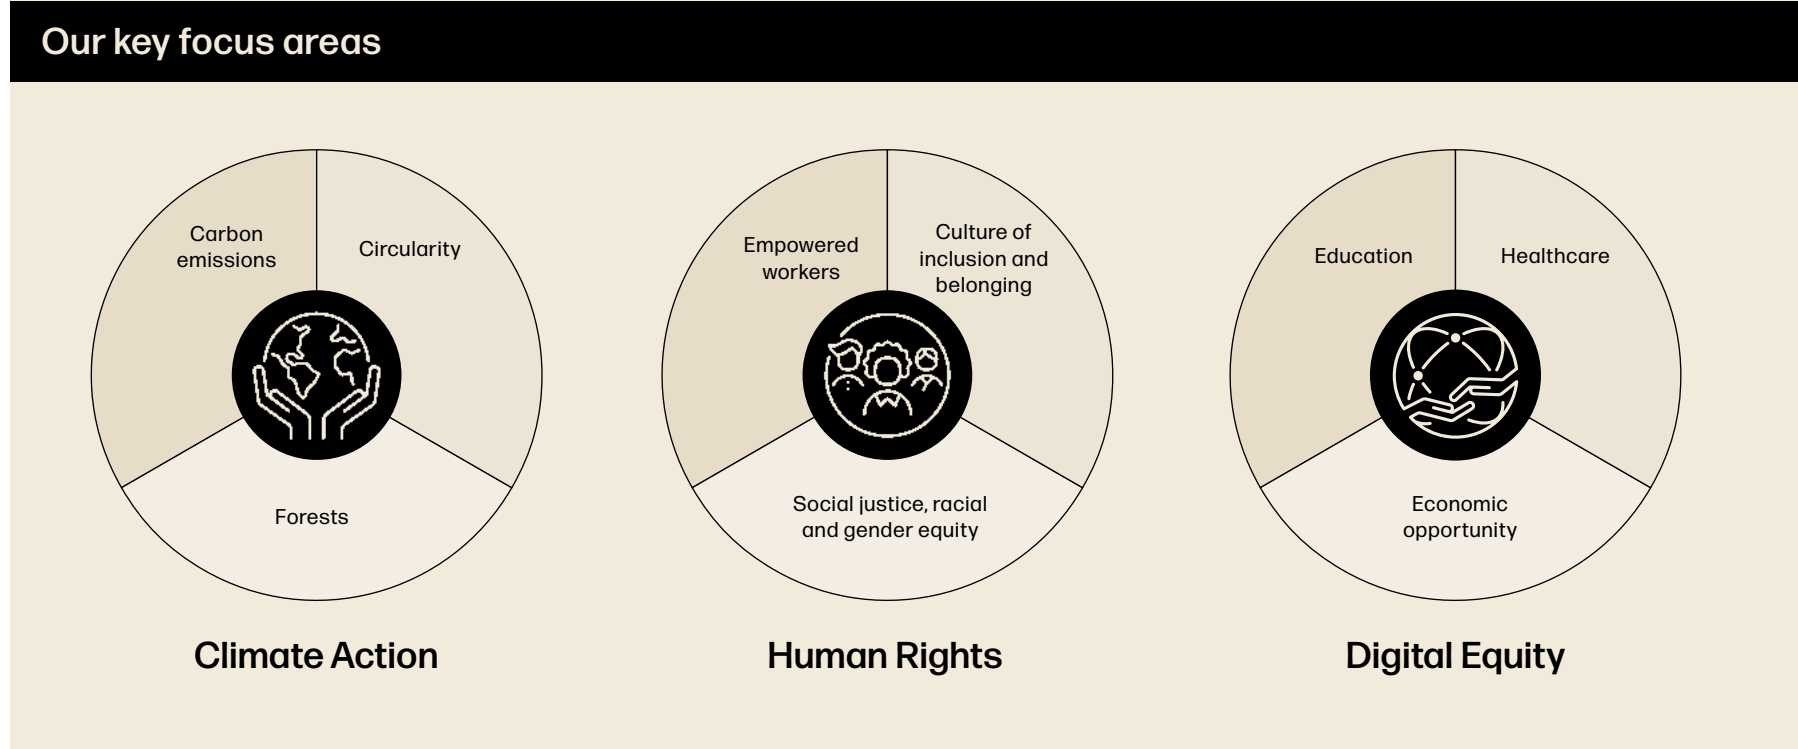 Our key focus areas
Carbon
emissions
Circularity
Forests
Climate Action
Empowered
workers
Culture of
inclusion and
belonging
Social justice, racial
and gender equity
Human Rights
Education
Healthcare
Economic
opportunity
Digital Equity